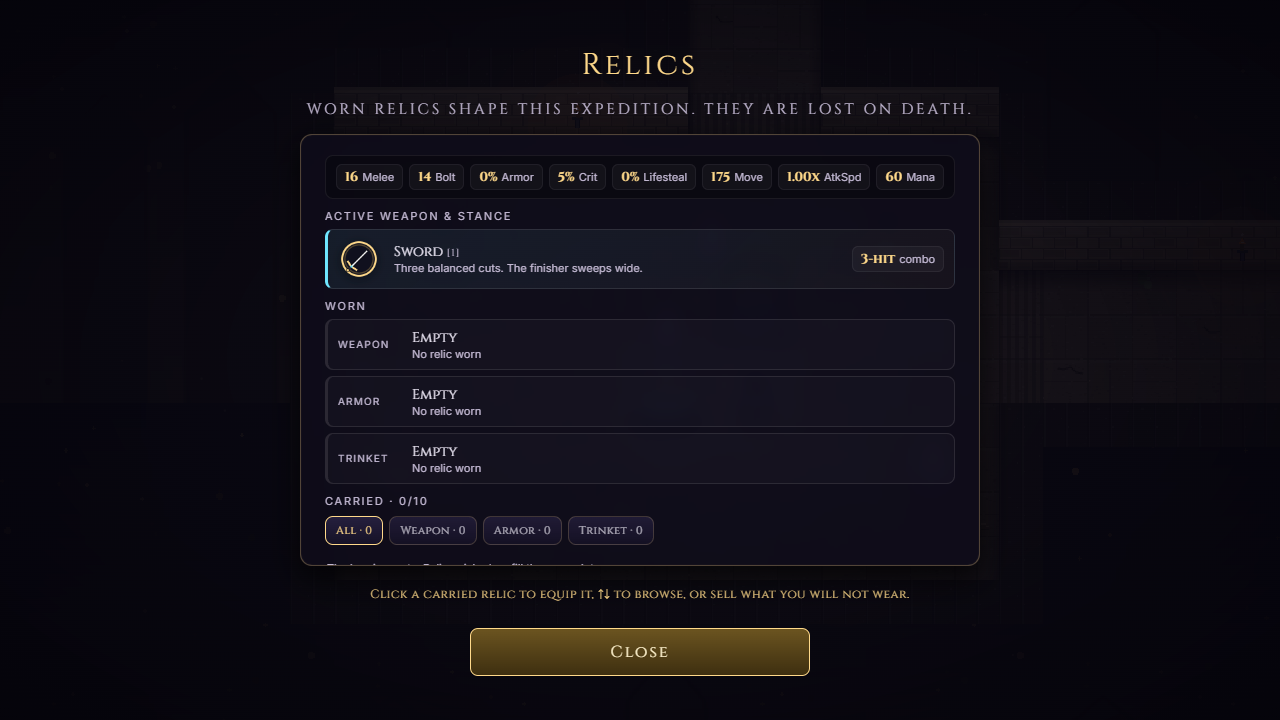 Relics
WORN RELICS SHAPE THIS EXPEDITION. THEY ARE LOST ON DEATH.
16 Melee 14 Bolt 0% Armor 5% Crit 0% Lifesteal 175 Move 1.00x AtkSpd 60 Mana
ACTIVE WEAPON & STANCE
Sword [1]
Three balanced cuts. The finisher sweeps wide.
3-HIT combo
WORN
WEAPON
Empty
No relic worn
ARMOR
Empty
No relic worn
TRINKET
Empty
No relic worn
CARRIED · 0/10
All · 0 Weapon · 0 Armor · 0 Trinket · 0
Click a carried relic to equip it, ↑↓ to browse, or sell what you will not wear.
Close